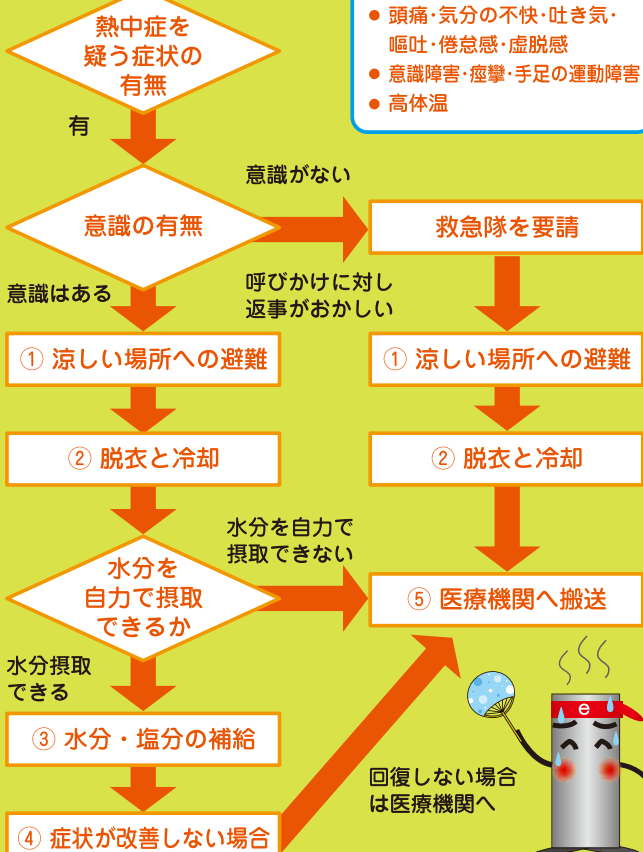 熱中症を
疑う症状の
有無
● 頭痛・気分の不快・吐き気・
嘔吐・倦怠感・虚脱感
● 意識障害・痙攣・手足の運動障害
● 高体温
有
意識がない
意識の有無
救急隊を要請
意識はある
呼びかけに対し
返事がおかしい
① 涼しい場所への避難
① 涼しい場所への避難
② 脱衣と冷却
② 脱衣と冷却
水分を自力で
摂取できない
水分を
自力で摂取
できるか
⑤ 医療機関へ搬送
水分摂取
できる
③ 水分・塩分の補給
e
回復しない場合
は医療機関へ
④ 症状が改善しない場合